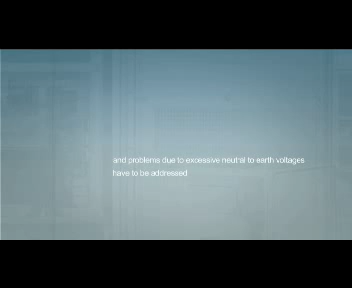 and problems due to excessive neutral to earth voltages
have to be addressed